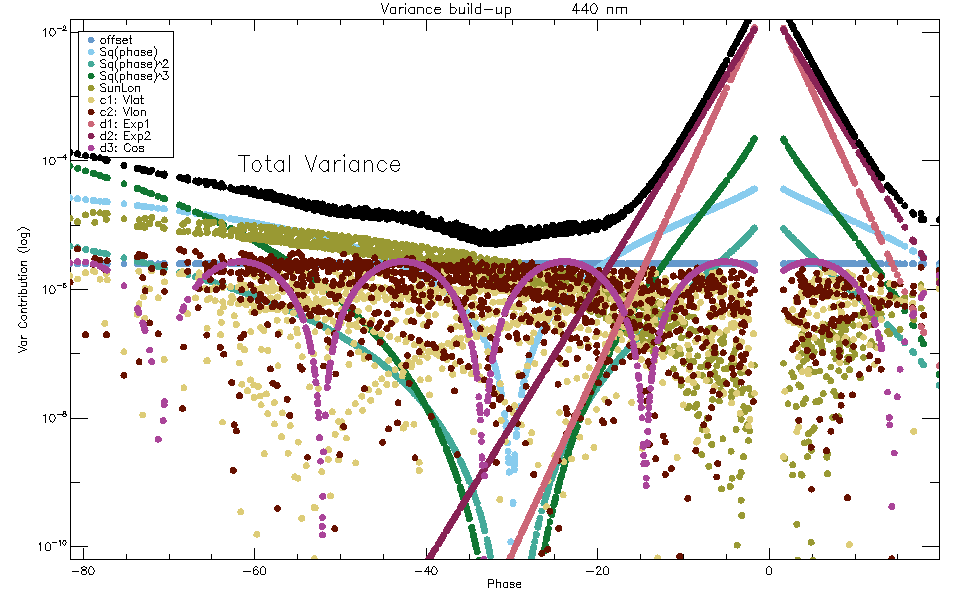 Variance build-up 440 nm
offset
Sq(phase)
Sq(phase)^2
Sq(phase)^3
SunLon
c1: Vlat
c2: Vlon
d1: Exp1
d2: Exp2
d3: Cos
Total Variance
Var Contribution (log)
10⁻²
10⁻⁴
10⁻⁶
10⁻⁸
10⁻¹⁰
-80 -60 -40 -20 0
Phase